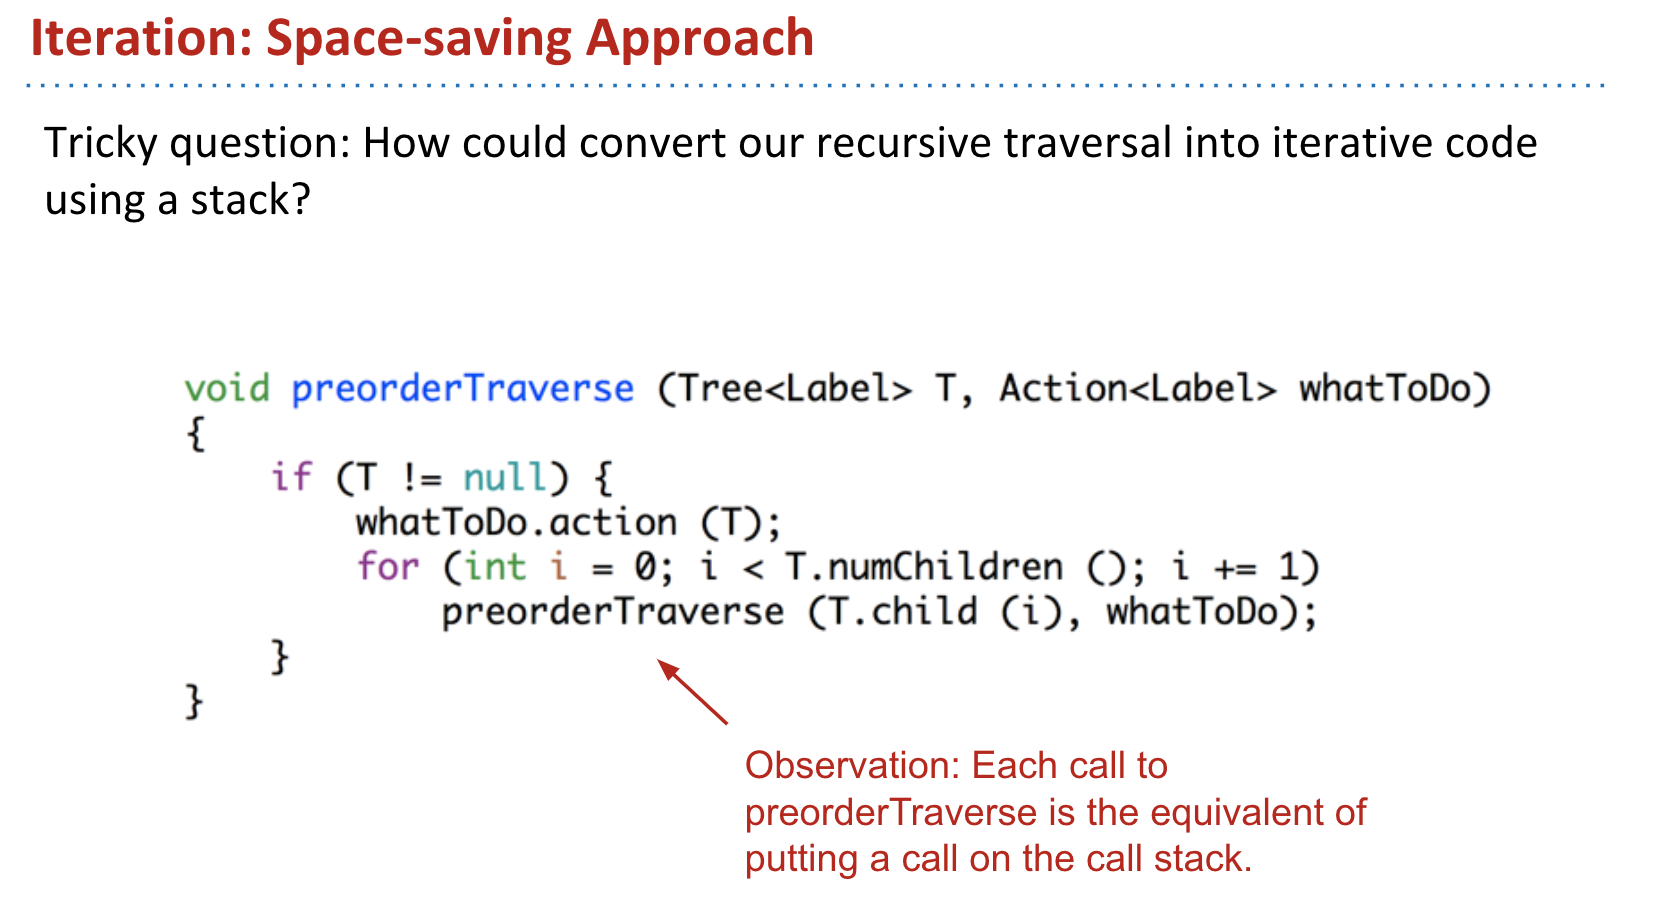 Iteration: Space-saving Approach
Tricky question: How could convert our recursive traversal into iterative code
using a stack?
void preorderTraverse (Tree<Label> T, Action<Label> whatToDo)
{
    if (T != null) {
        whatToDo.action (T);
        for (int i = 0; i < T.numChildren (); i += 1)
            preorderTraverse (T.child (i), whatToDo);
    }
}
Observation: Each call to
preorderTraverse is the equivalent of
putting a call on the call stack.